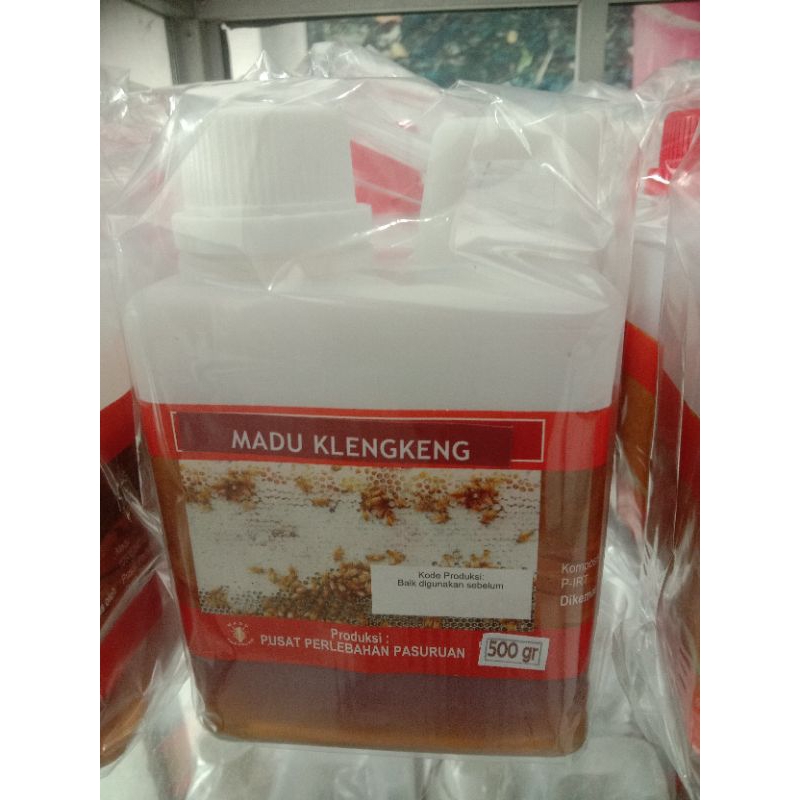 MADU KLENGKENG
Kode Produksi:
Baik digunakan sebelum
P-IRT
Produksi :
PUSAT PERLEBAHAN PASURUAN
500 gr